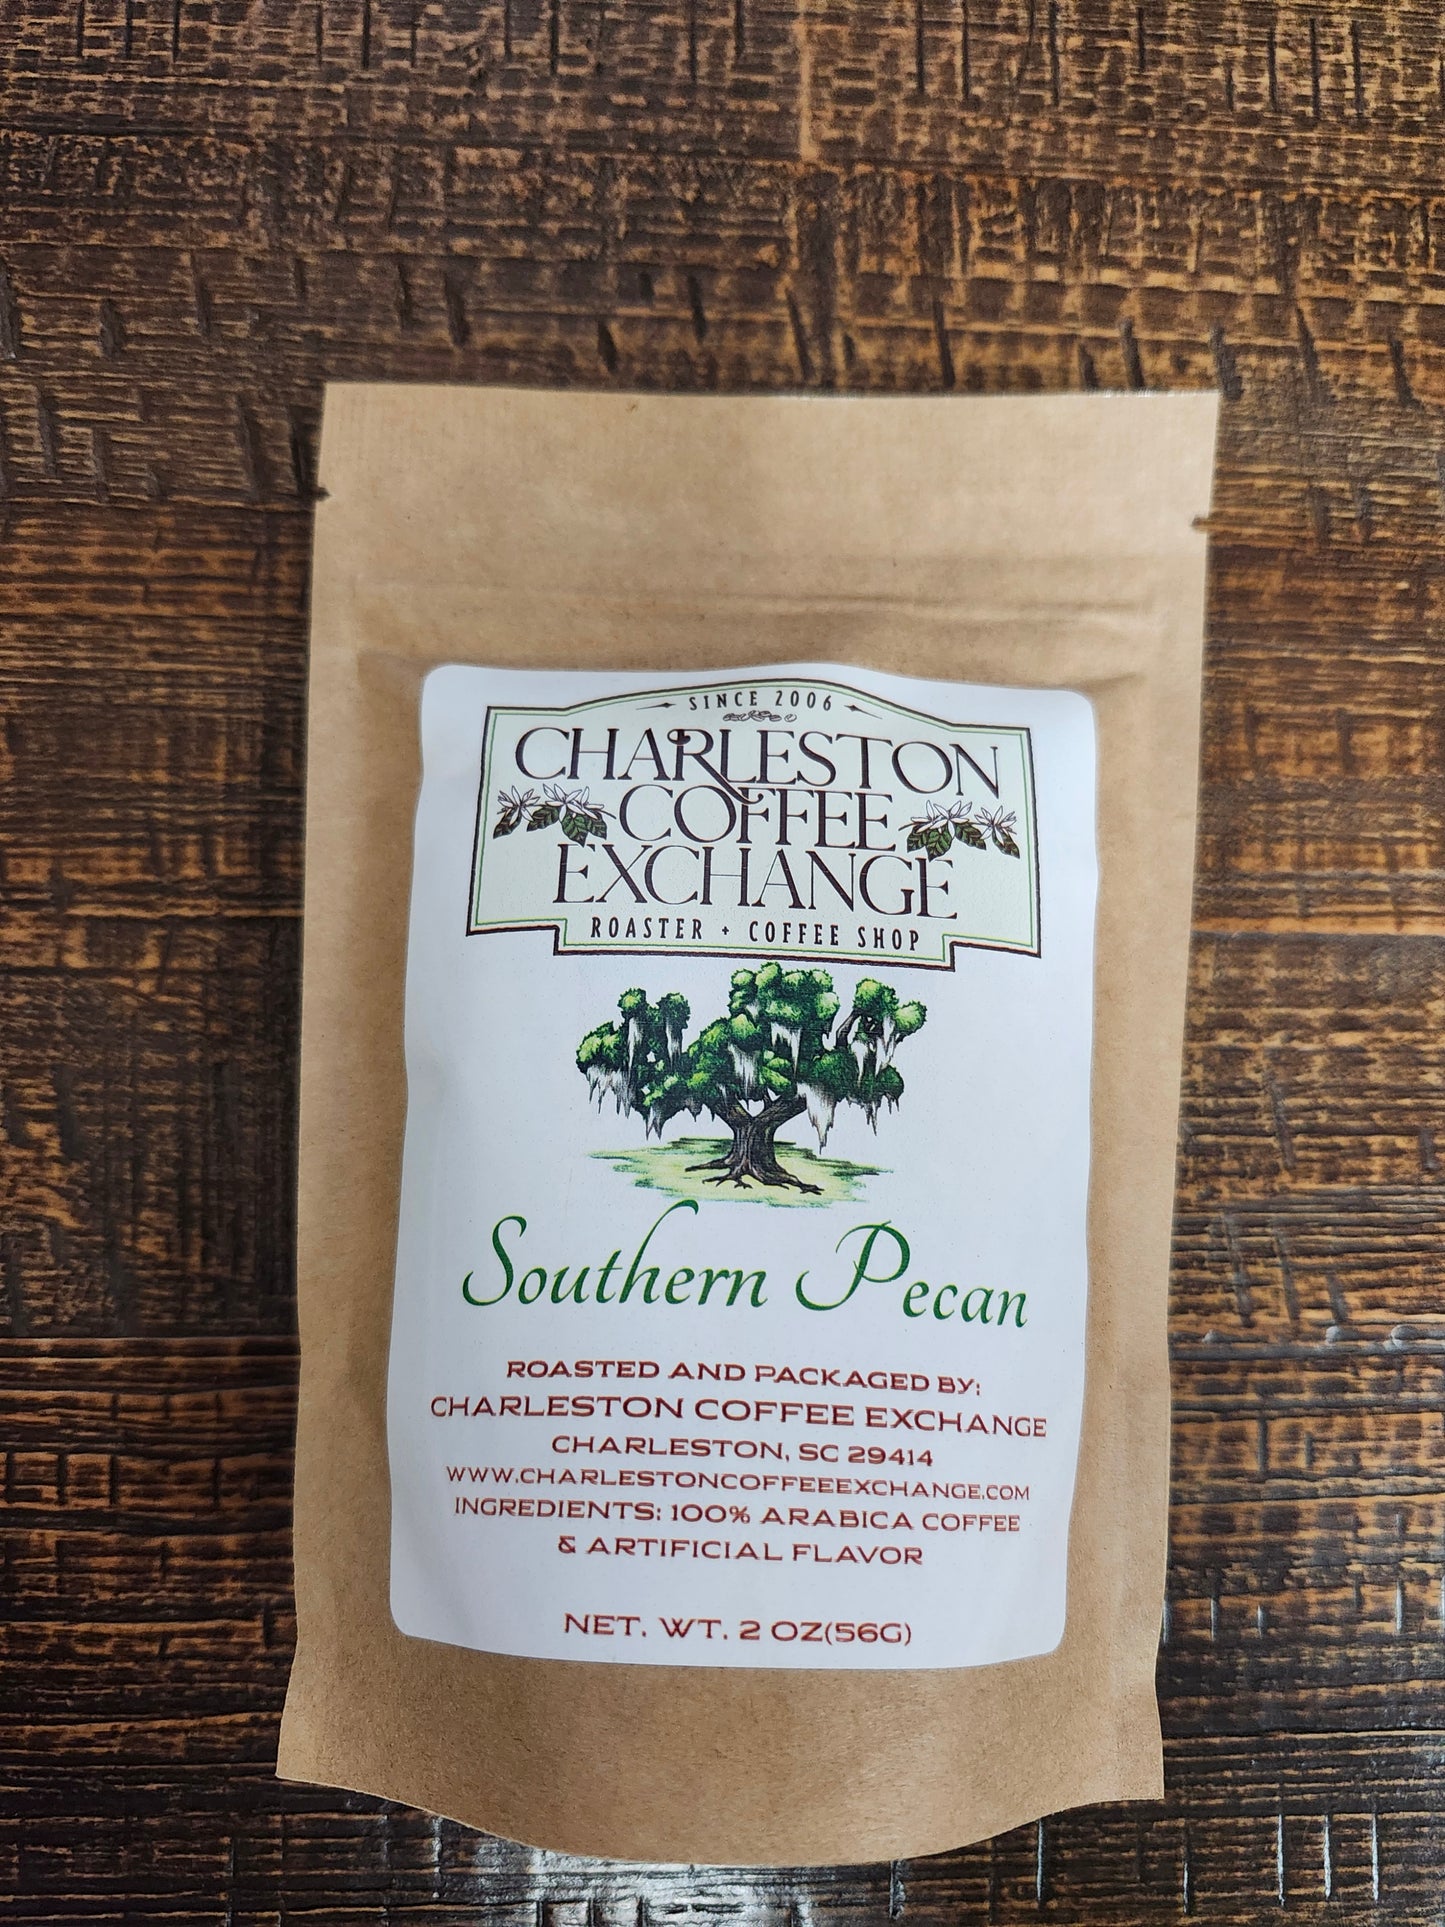 SINCE 2006
CHARLESTON
COFFEE
EXCHANGE
ROASTER + COFFEE SHOP
Southern Pecan
ROASTED AND PACKAGED BY:
CHARLESTON COFFEE EXCHANGE
CHARLESTON, SC 29414
WWW.CHARLESTONCOFFEEEXCHANGE.COM
INGREDIENTS: 100% ARABICA COFFEE
& ARTIFICIAL FLAVOR
NET. WT. 2 OZ(56G)